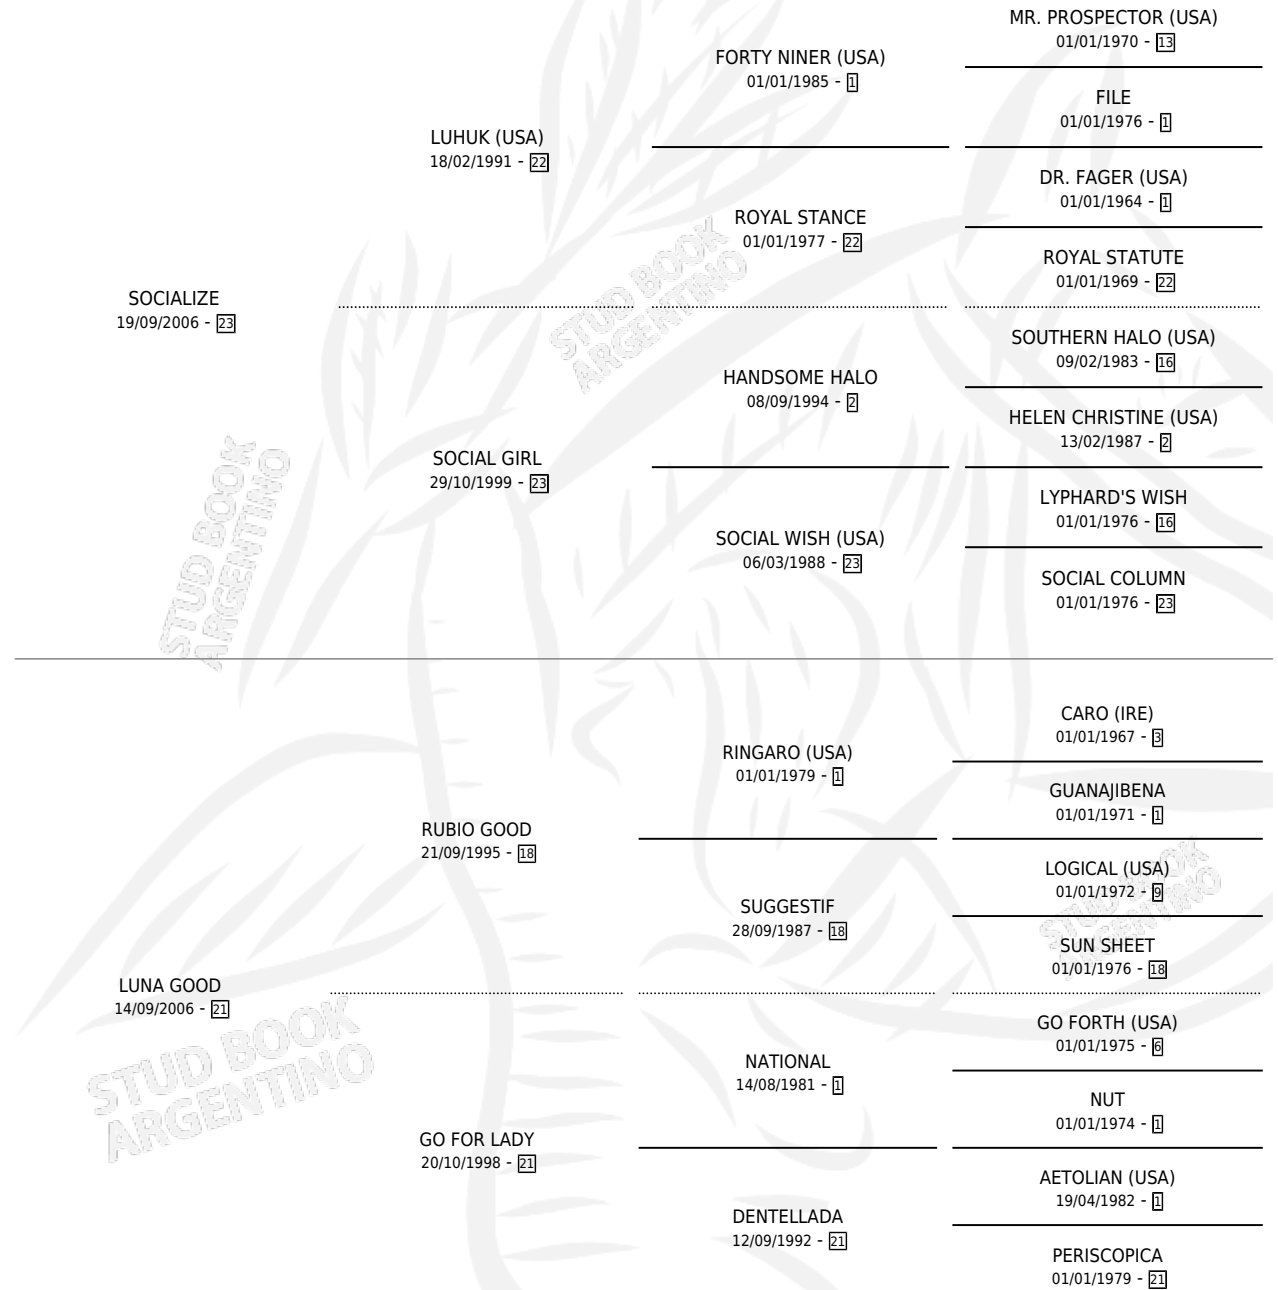 MR. PROSPECTOR (USA)
01/01/1970 - 13
FORTY NINER (USA)
01/01/1985 - 1
FILE
01/01/1976 - 1
LUHUK (USA)
18/02/1991 - 22
DR. FAGER (USA)
01/01/1964 - 1
ROYAL STANCE
01/01/1977 - 22
ROYAL STATUTE
01/01/1969 - 22
SOCIALIZE
19/09/2006 - 23
SOUTHERN HALO (USA)
09/02/1983 - 16
HANDSOME HALO
08/09/1994 - 2
HELEN CHRISTINE (USA)
13/02/1987 - 2
SOCIAL GIRL
29/10/1999 - 23
LYPHARD'S WISH
01/01/1976 - 16
SOCIAL WISH (USA)
06/03/1988 - 23
SOCIAL COLUMN
01/01/1976 - 23
CARO (IRE)
01/01/1967 - 3
RINGARO (USA)
01/01/1979 - 1
GUANAJIBENA
01/01/1971 - 1
RUBIO GOOD
21/09/1995 - 18
LOGICAL (USA)
01/01/1972 - 9
SUGGESTIF
28/09/1987 - 18
SUN SHEET
01/01/1976 - 18
LUNA GOOD
14/09/2006 - 21
GO FORTH (USA)
01/01/1975 - 6
NATIONAL
14/08/1981 - 1
NUT
01/01/1974 - 1
GO FOR LADY
20/10/1998 - 21
AETOLIAN (USA)
19/04/1982 - 1
DENTELLADA
12/09/1992 - 21
PERISCOPICA
01/01/1979 - 21
STUD BOOK
ARGENTINO
STUD BOOK
ARGENTINO
STUD BOOK
ARGENTINO
STUD BOOK
ARGENTINO